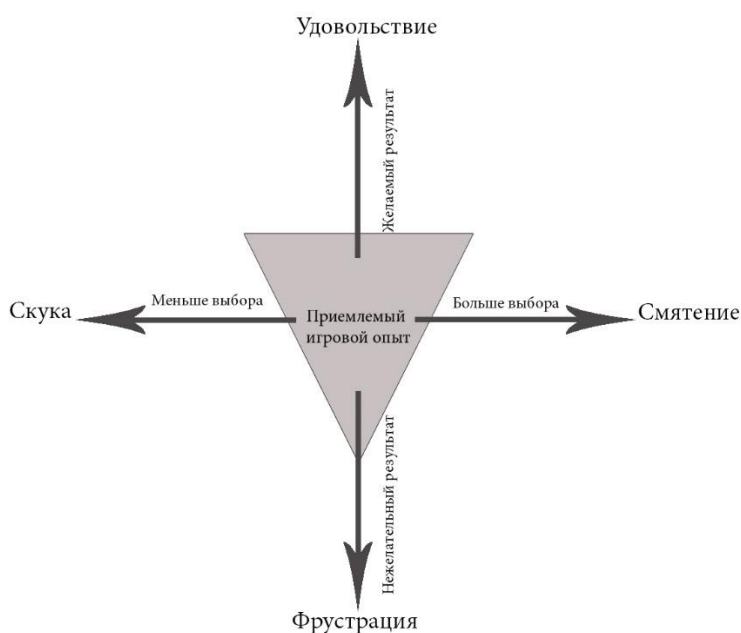 Удовольствие
Желаемый результат
Скука
Меньше выбора
Приемлемый
игровой опыт
Больше выбора
Смятение
Нежелательный результат
Фрустрация